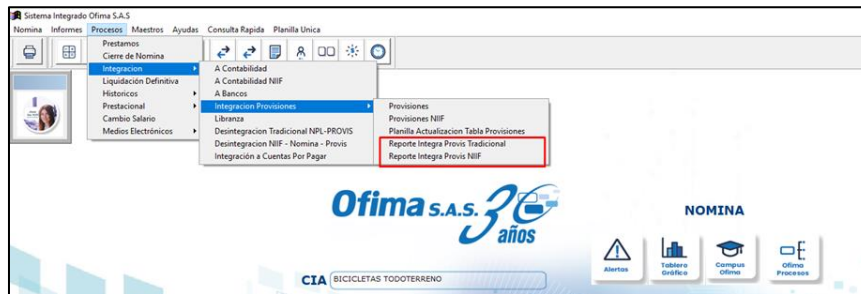 Sistema Integrado Ofima S.A.S
Nomina Informes Procesos Maestros Ayudas Consulta Rapida Planilla Unica
Prestamos
Cierre de Nomina
Integracion
Liquidación Definitiva
Historicos
Prestacional
Cambio Salario
Medios Electrónicos
A Contabilidad
A Contabilidad NIIF
A Bancos
Integracion Provisiones
Libranza
Desintegracion Tradicional NPL-PROVIS
Desintegracion NIIF - Nomina - Provis
Integración a Cuentas Por Pagar
Provisiones
Provisiones NIIF
Planilla Actualizacion Tabla Provisiones
Reporte Integra Provis Tradicional
Reporte Integra Provis NIIF
Ofima S.A.S. 30
años
NOMINA
Alertas
Tablero
Gráfico
Campus
Ofima
Ofima
Procesos
CIA BICICLETAS TODOTERRENO